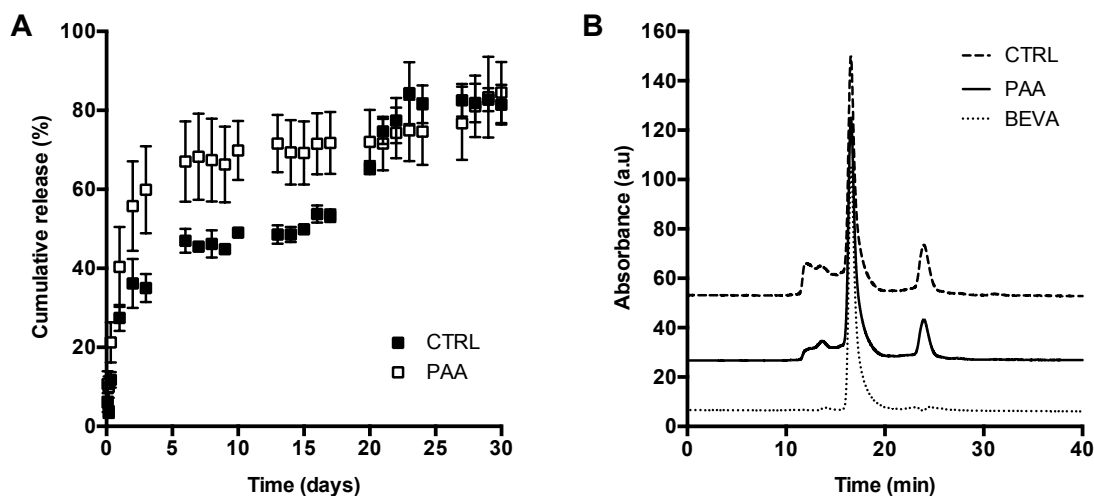 A
Cumulative release (%)
100
80
60
40
20
0
CTRL
PAA
0 5 10 15 20 25 30
Time (days)
B
Absorbance (a.u)
160
140
120
100
80
60
40
20
0
CTRL
PAA
BEVA
0 10 20 30 40
Time (min)